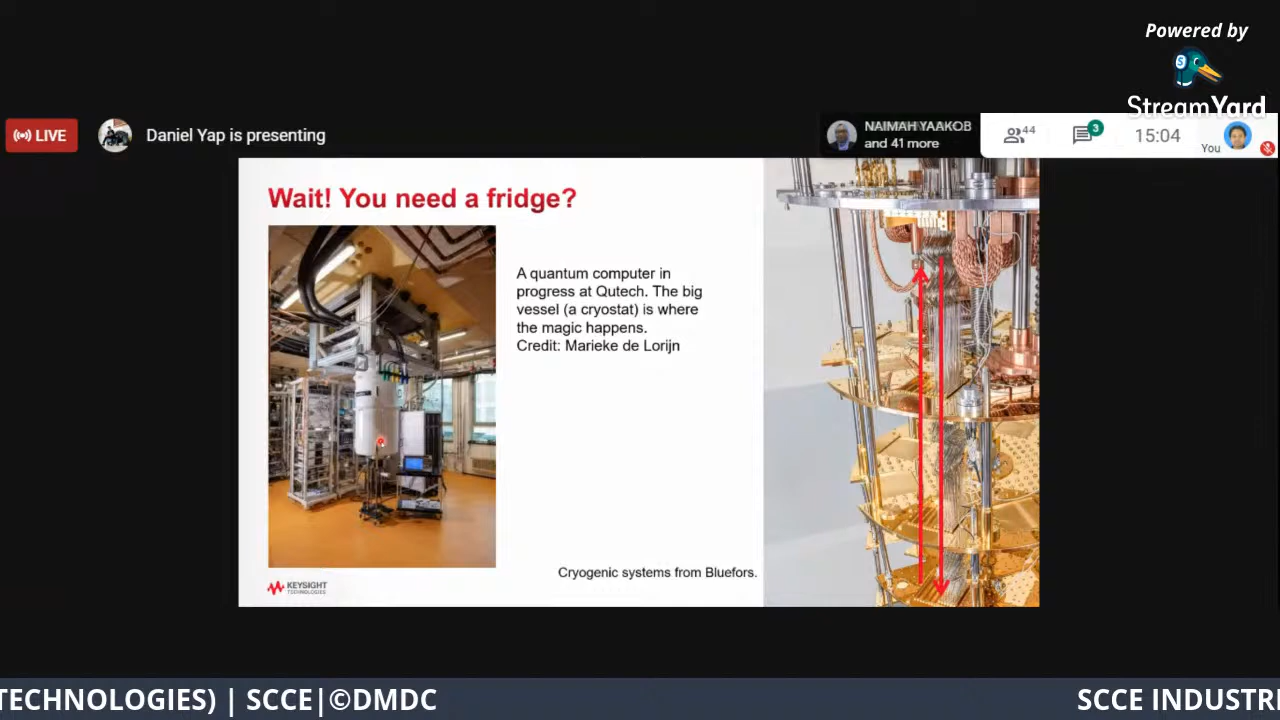 Powered by
StreamYard
LIVE
Daniel Yap is presenting
NAIMAH YAAKOB
and 41 more
44
3
15:04
You
Wait! You need a fridge?
A quantum computer in
progress at Qutech. The big
vessel (a cryostat) is where
the magic happens.
Credit: Marieke de Lorijn
Cryogenic systems from Bluefors.
KEYSIGHT
TECHNOLOGIES
TECHNOLOGIES) | SCCE|©DMDC
SCCE INDUSTRI